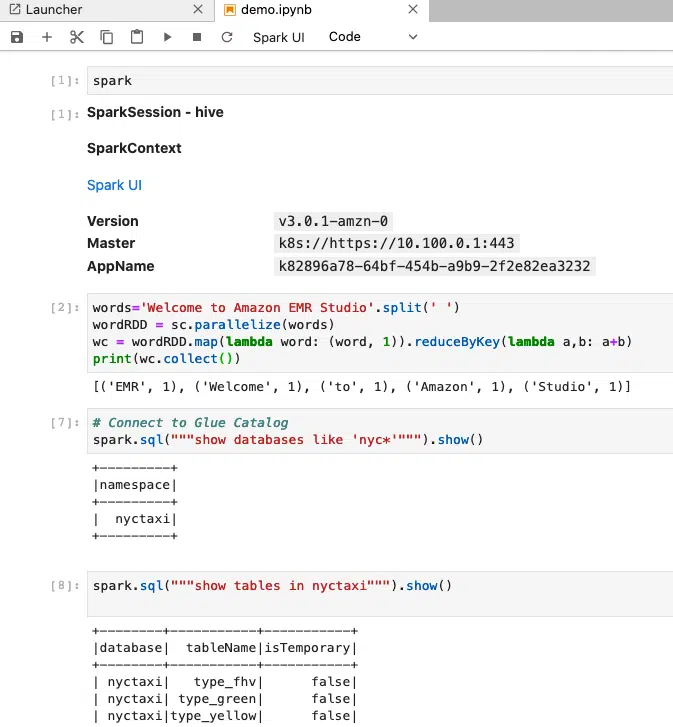 Launcher
demo.ipynb
Spark UI
Code
[1]:
spark
[1]:
SparkSession - hive
SparkContext
Spark UI
Version v3.0.1-amzn-0
Master k8s://https://10.100.0.1:443
AppName k82896a78-64bf-454b-a9b9-2f2e82ea3232
[2]:
words='Welcome to Amazon EMR Studio'.split(' ')
wordRDD = sc.parallelize(words)
wc = wordRDD.map(lambda word: (word, 1)).reduceByKey(lambda a,b: a+b)
print(wc.collect())
[('EMR', 1), ('Welcome', 1), ('to', 1), ('Amazon', 1), ('Studio', 1)]
[7]:
# Connect to Glue Catalog
spark.sql("""show databases like 'nyc*'""").show()
+---------+
|namespace|
+---------+
|  nyctaxi|
+---------+
[8]:
spark.sql("""show tables in nyctaxi""").show()
+--------+-----------+-----------+
|database|  tableName|isTemporary|
+--------+-----------+-----------+
| nyctaxi|   type_fhv|      false|
| nyctaxi| type_green|      false|
| nyctaxi|type_yellow|      false|